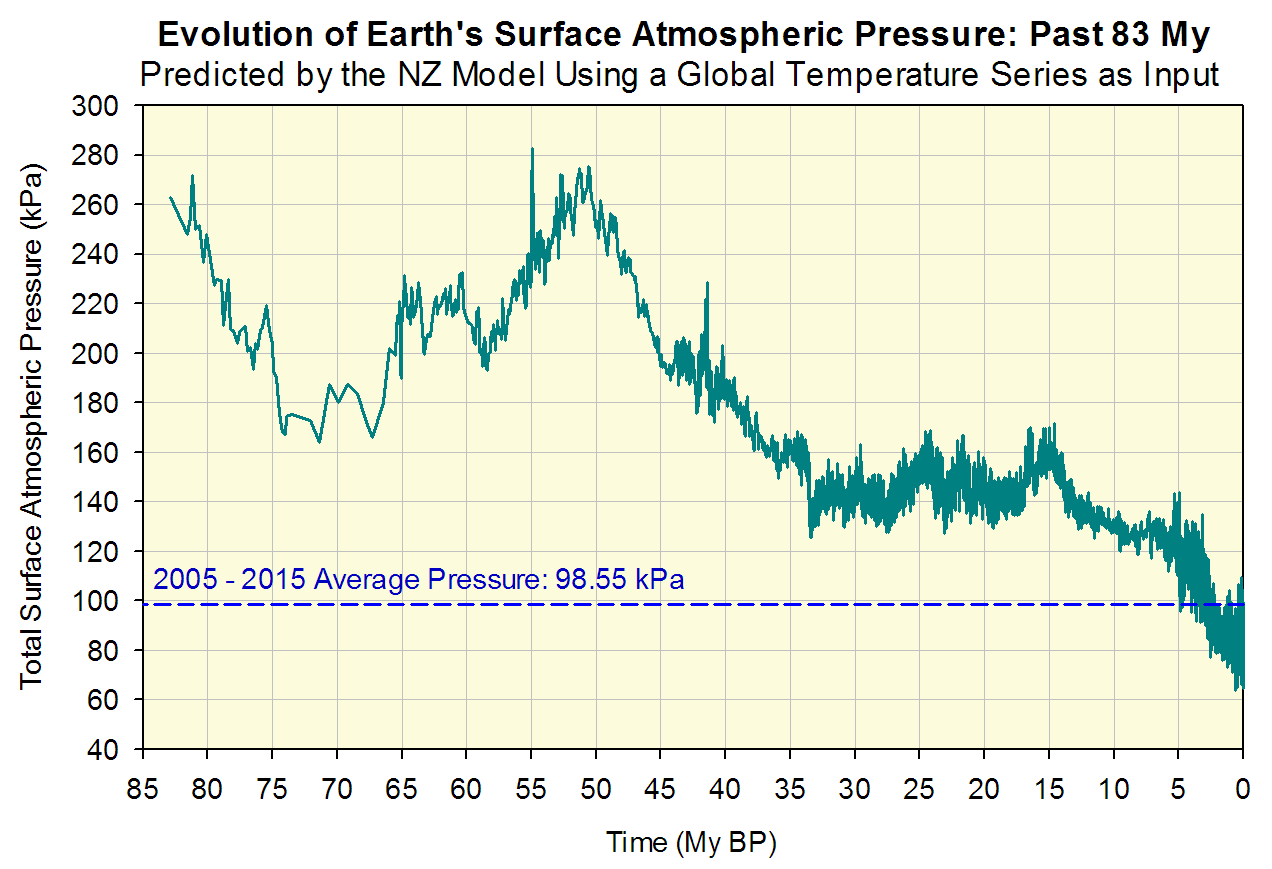 Evolution of Earth's Surface Atmospheric Pressure: Past 83 My
Predicted by the NZ Model Using a Global Temperature Series as Input
Total Surface Atmospheric Pressure (kPa)
300
280
260
240
220
200
180
160
140
120
100
80
60
40
2005 - 2015 Average Pressure: 98.55 kPa
85 80 75 70 65 60 55 50 45 40 35 30 25 20 15 10 5 0
Time (My BP)